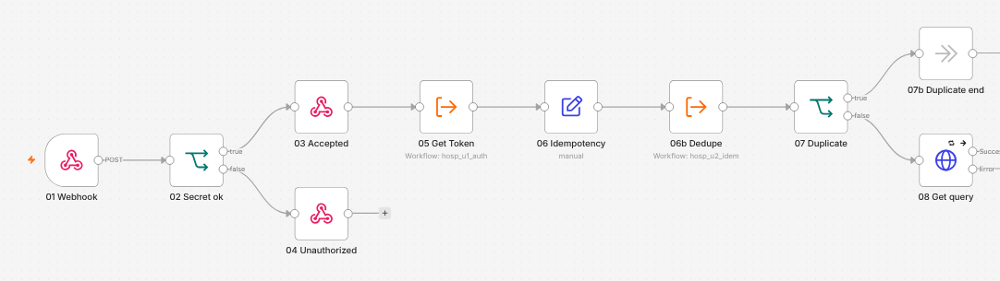 07b Duplicate end
true
false
POST
true
false
01 Webhook
02 Secret ok
03 Accepted
04 Unauthorized
+
05 Get Token
Workflow: hosp_u1_auth
06 Idempotency
manual
06b Dedupe
Workflow: hosp_u2_idem
07 Duplicate
08 Get query
Error